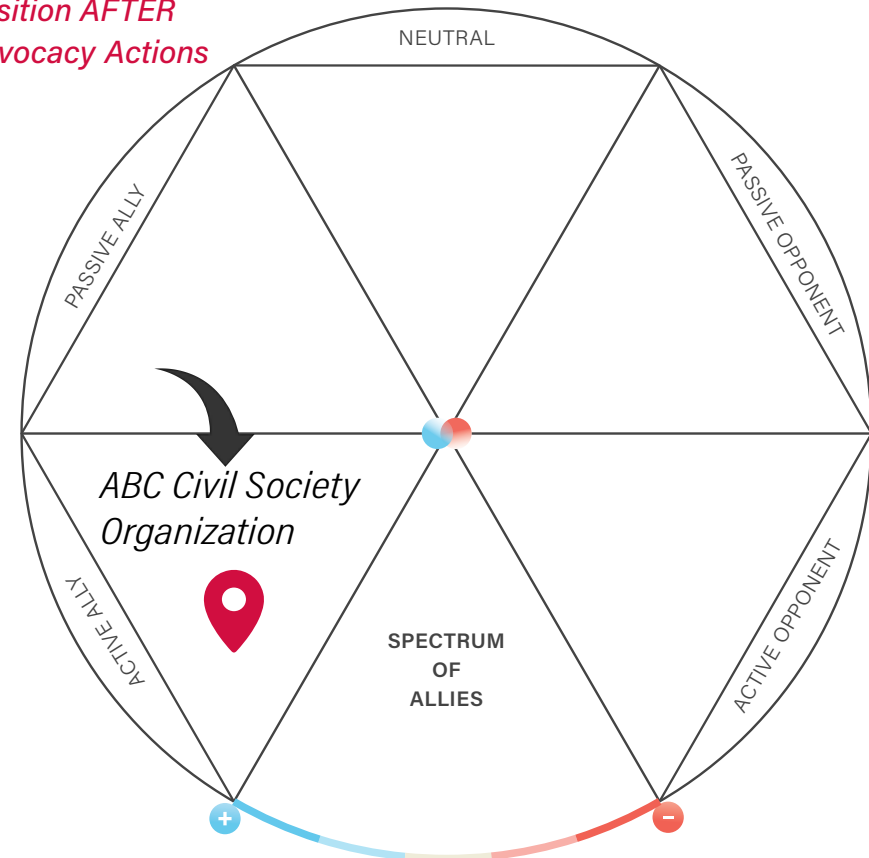 sition AFTER
vocacy Actions
NEUTRAL
PASSIVE ALLY
PASSIVE OPPONENT
ABC Civil Society
Organization
ACTIVE ALLY
SPECTRUM
OF
ALLIES
ACTIVE OPPONENT
+
−